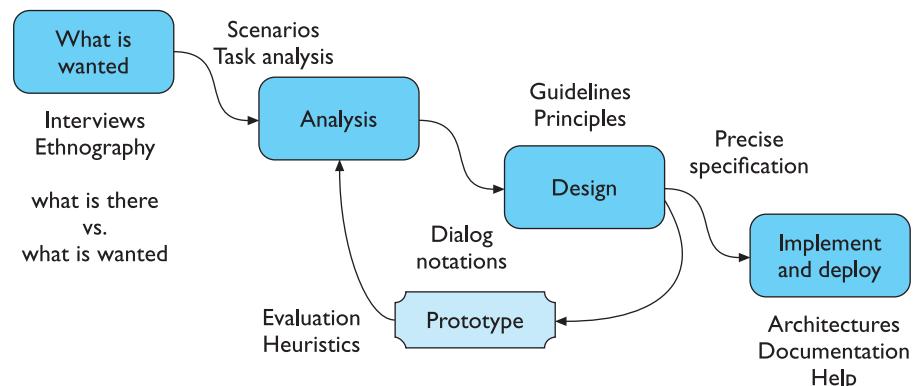 What is
wanted
Scenarios
Task analysis
Interviews
Ethnography
what is there
vs.
what is wanted
Analysis
Guidelines
Principles
Design
Precise
specification
Dialog
notations
Evaluation
Heuristics
Prototype
Implement
and deploy
Architectures
Documentation
Help